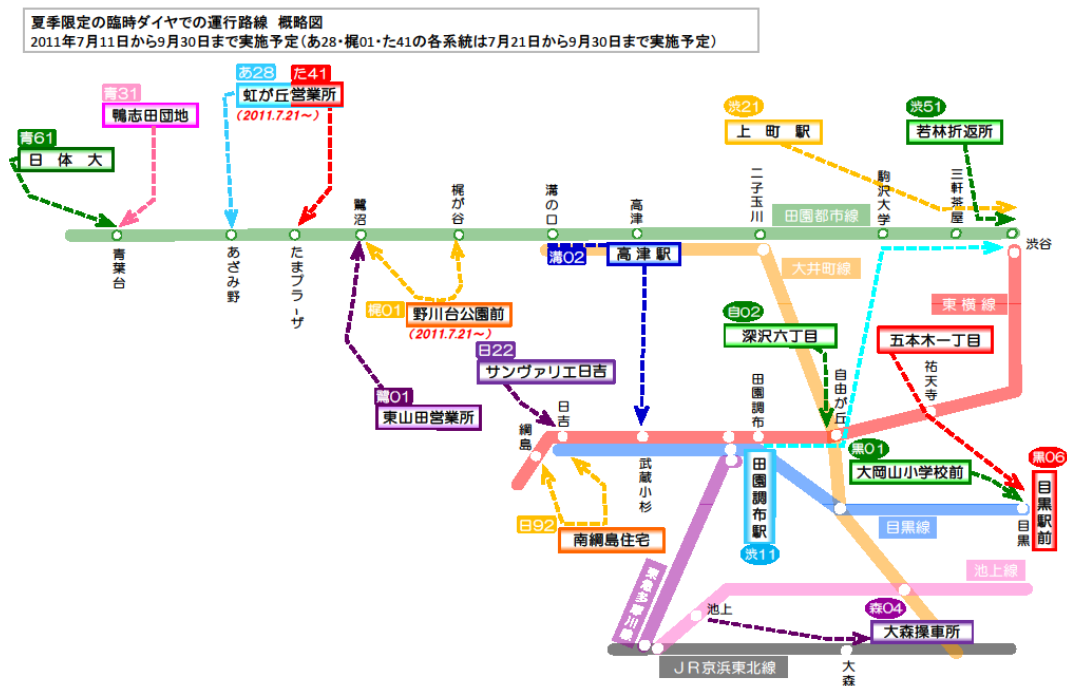 夏季限定の臨時ダイヤでの運行路線 概略図
2011年7月11日から9月30日まで実施予定(あ28・梶01・た41の各系統は7月21日から9月30日まで実施予定)
あ28
た41
虹が丘営業所
(2011.7.21~)
青31
鴨志田団地
青61
日体大
渋21
上町駅
渋51
若林折返所
鷺沼
梶が谷
溝の口
高津
二子玉川
駒沢大学
三軒茶屋
田園都市線
渋谷
青葉台
あざみ野
たまプラーザ
溝02
高津駅
大井町線
東横線
梶01
野川台公園前
(2011.7.21~)
自02
深沢六丁目
五本木一丁目
日22
サンヴァリエ日吉
鷺01
東山田営業所
日吉
田園調布
自由が丘
祐天寺
綱島
武蔵小杉
黒01
大岡山小学校前
黒06
目黒駅前
田園調布駅
渋11
日92
南綱島住宅
目黒線
目黒
池上線
東急多摩川線
池上
森04
大森操車所
JR京浜東北線
大森